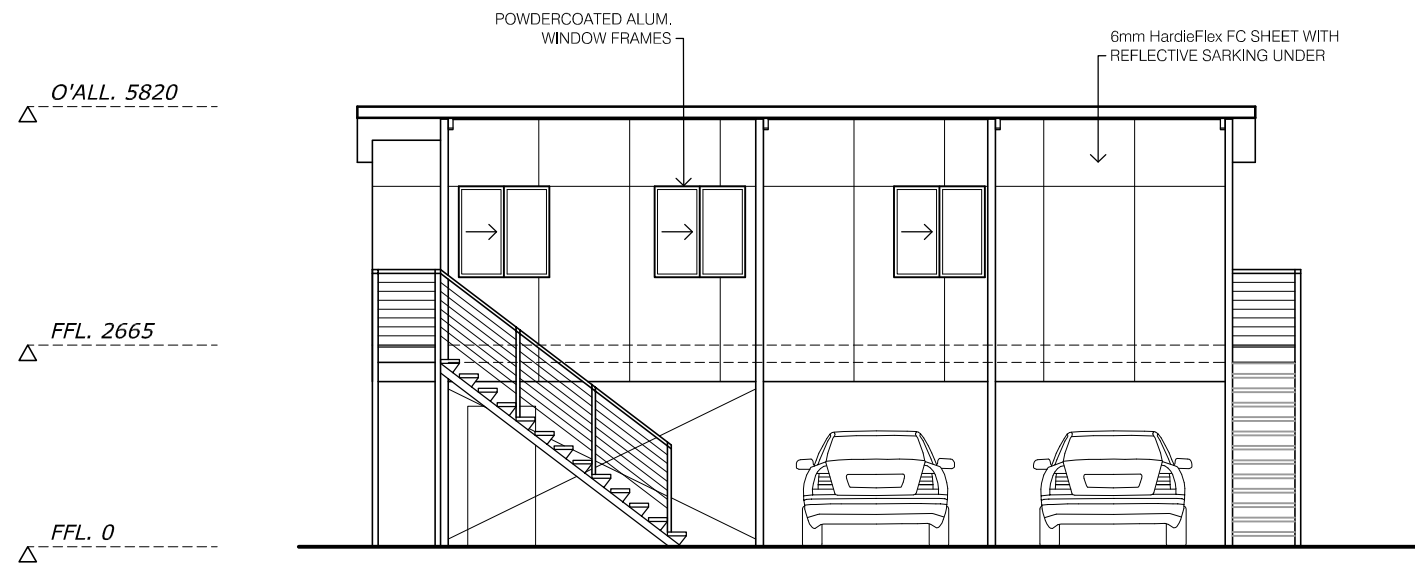 POWDERCOATED ALUM.
WINDOW FRAMES
6mm HardieFlex FC SHEET WITH
REFLECTIVE SARKING UNDER
O'ALL. 5820
FFL. 2665
FFL. 0